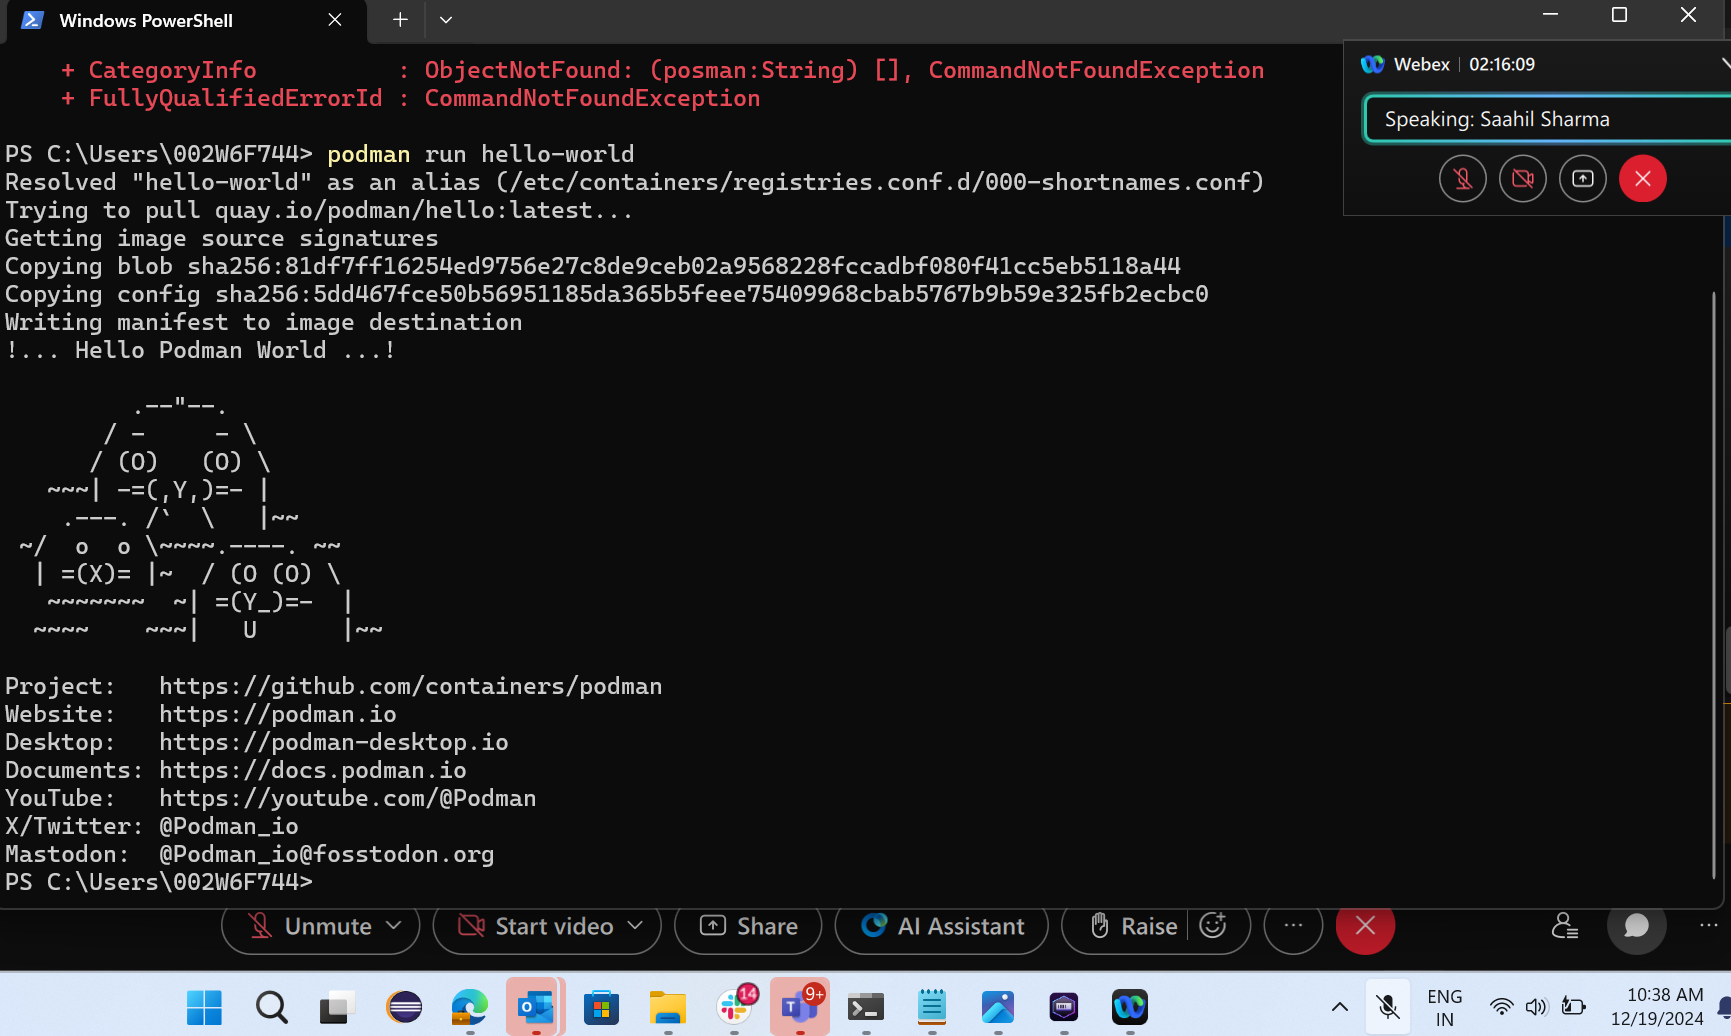 Windows PowerShell
+ CategoryInfo          : ObjectNotFound: (posman:String) [], CommandNotFoundException
+ FullyQualifiedErrorId : CommandNotFoundException
Webex | 02:16:09
Speaking: Saahil Sharma
PS C:\Users\002W6F744> podman run hello-world
Resolved "hello-world" as an alias (/etc/containers/registries.conf.d/000-shortnames.conf)
Trying to pull quay.io/podman/hello:latest...
Getting image source signatures
Copying blob sha256:81df7ff16254ed9756e27c8de9ceb02a9568228fccadbf080f41cc5eb5118a44
Copying config sha256:5dd467fce50b56951185da365b5feee75409968cbab5767b9b59e325fb2ecbc0
Writing manifest to image destination
!... Hello Podman World ...!
         .--"--.
       / -     - \
      / (O)   (O) \
   ~~~| -=(,Y,)=- |
    .---. /`  \   |~~
 ~/  o  o \~~~~.----. ~~
  | =(X)= |~  / (O (O) \
   ~~~~~~~  ~| =(Y_)=-  |
  ~~~~    ~~~|   U      |~~
Project:   https://github.com/containers/podman
Website:   https://podman.io
Desktop:   https://podman-desktop.io
Documents: https://docs.podman.io
YouTube:   https://youtube.com/@Podman
X/Twitter: @Podman_io
Mastodon:  @Podman_io@fosstodon.org
PS C:\Users\002W6F744>
Unmute Start video Share AI Assistant Raise
14 9+
ENG
IN
10:38 AM
12/19/2024